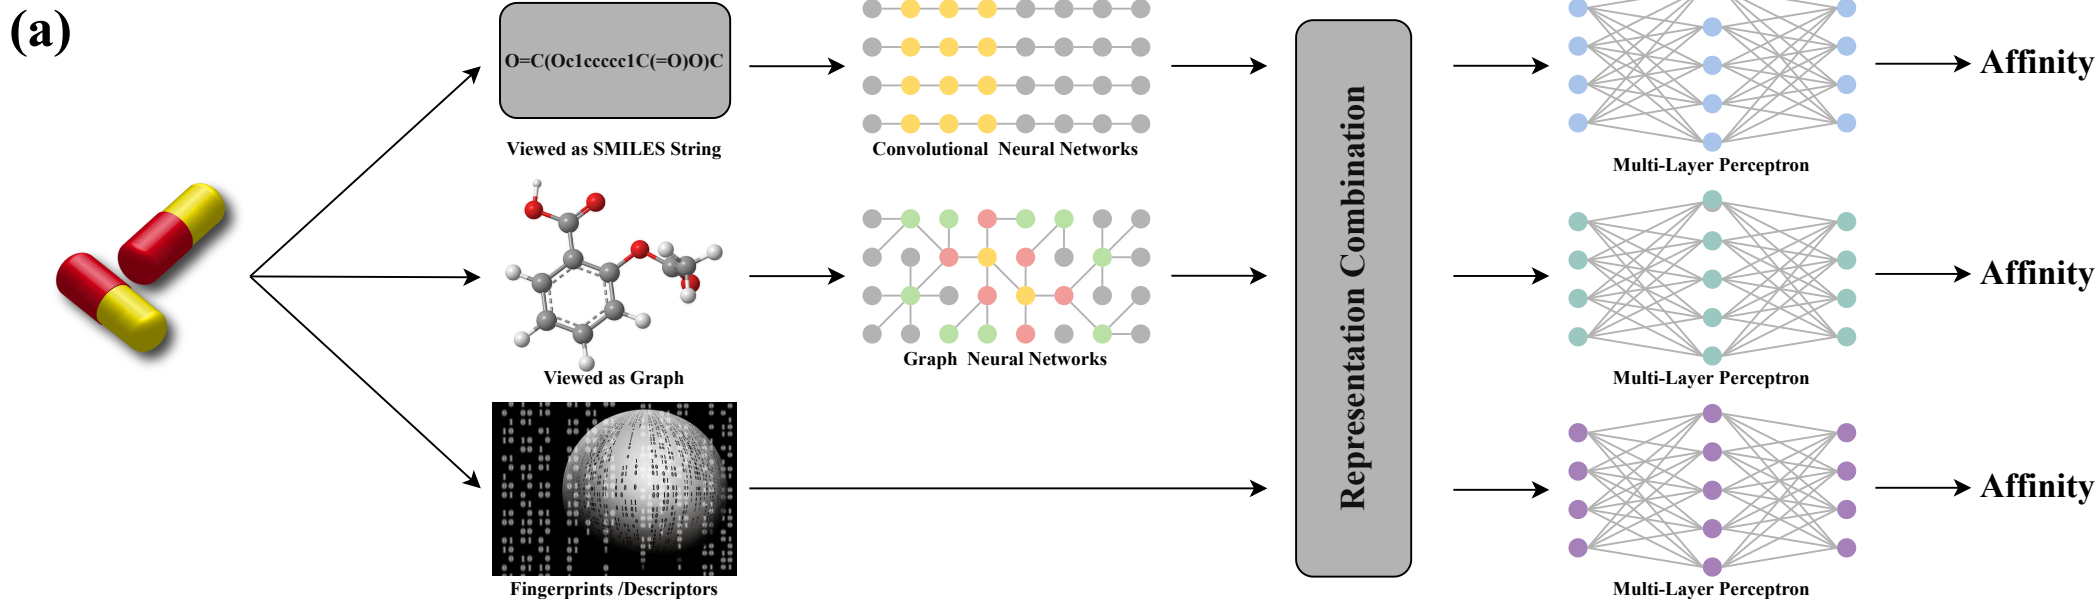 (a)
O=C(Oc1ccccc1C(=O)O)C
Viewed as SMILES String
Convolutional Neural Networks
Multi-Layer Perceptron
Affinity
Viewed as Graph
Graph Neural Networks
Representation Combination
Multi-Layer Perceptron
Affinity
Fingerprints /Descriptors
Multi-Layer Perceptron
Affinity